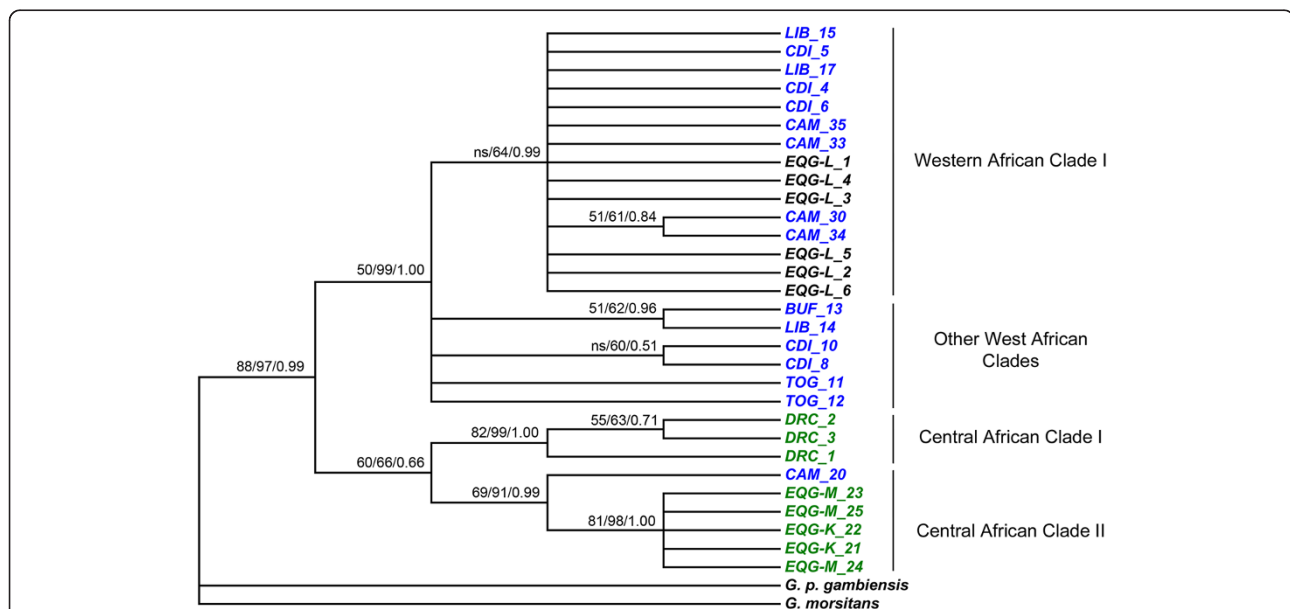 LIB_15
CDI_5
LIB_17
CDI_4
CDI_6
CAM_35
CAM_33
ns/64/0.99
EQG-L_1
Western African Clade I
EQG-L_4
EQG-L_3
51/61/0.84
CAM_30
CAM_34
EQG-L_5
50/99/1.00
EQG-L_2
EQG-L_6
51/62/0.96
BUF_13
LIB_14
Other West African
Clades
ns/60/0.51
CDI_10
CDI_8
88/97/0.99
TOG_11
TOG_12
55/63/0.71
DRC_2
82/99/1.00
DRC_3
Central African Clade I
DRC_1
60/66/0.66
CAM_20
69/91/0.99
EQG-M_23
EQG-M_25
81/98/1.00
EQG-K_22
Central African Clade II
EQG-K_21
EQG-M_24
G. p. gambiensis
G. morsitans